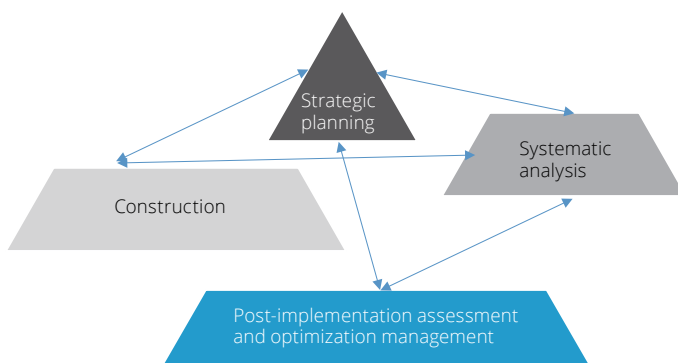 Strategic
planning
Systematic
analysis
Construction
Post-implementation assessment
and optimization management